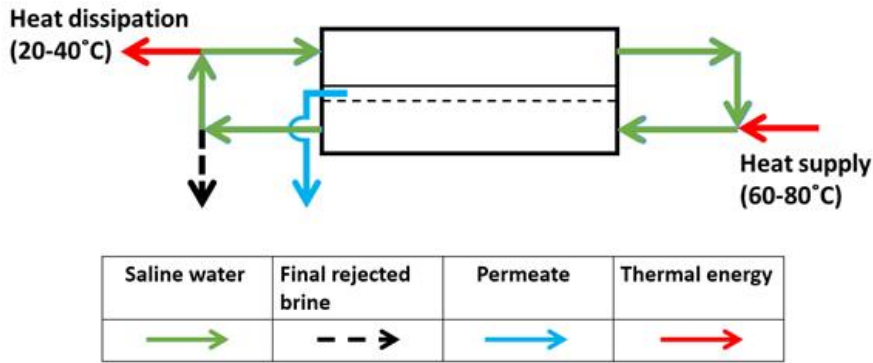 Heat dissipation
(20-40˚C)
Heat supply
(60-80˚C)
Saline water
Final rejected
brine
Permeate
Thermal energy